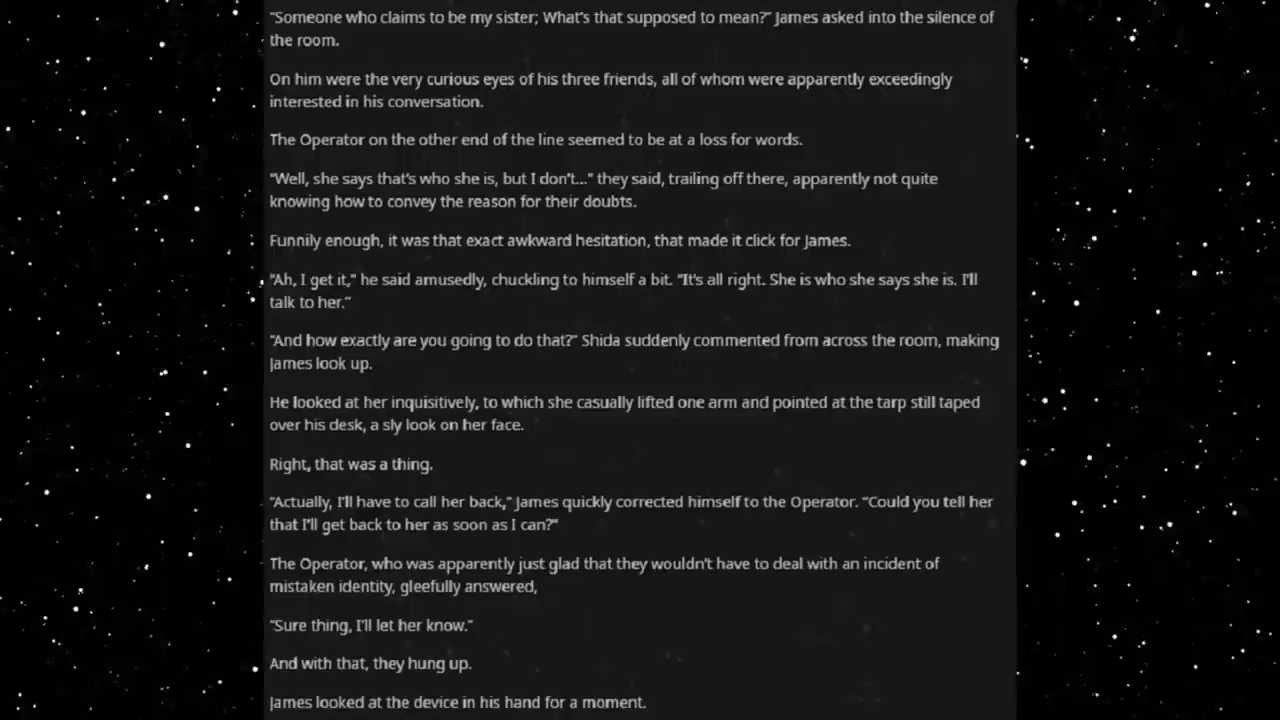 “Someone who claims to be my sister; What’s that supposed to mean?” James asked into the silence of
the room.
On him were the very curious eyes of his three friends, all of whom were apparently exceedingly
interested in his conversation.
The Operator on the other end of the line seemed to be at a loss for words.
“Well, she says that’s who she is, but I don’t...” they said, trailing off there, apparently not quite
knowing how to convey the reason for their doubts.
Funnily enough, it was that exact awkward hesitation, that made it click for James.
“Ah, I get it,” he said amusedly, chuckling to himself a bit. “It’s all right. She is who she says she is. I’ll
talk to her.”
“And how exactly are you going to do that?” Shida suddenly commented from across the room, making
James look up.
He looked at her inquisitively, to which she casually lifted one arm and pointed at the tarp still taped
over his desk, a sly look on her face.
Right, that was a thing.
“Actually, I’ll have to call her back,” James quickly corrected himself to the Operator. “Could you tell her
that I’ll get back to her as soon as I can?”
The Operator, who was apparently just glad that they wouldn’t have to deal with an incident of
mistaken identity, gleefully answered,
“Sure thing, I’ll let her know.”
And with that, they hung up.
James looked at the device in his hand for a moment.